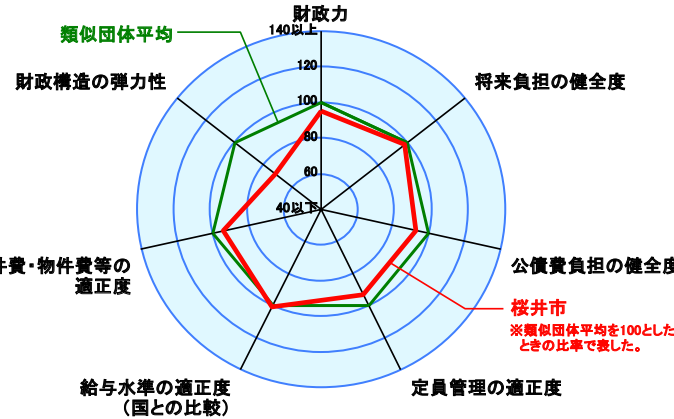 財政力
140以上
類似団体平均
120
財政構造の弾力性
将来負担の健全度
100
80
60
40以下
件費・物件費等の
適正度
公債費負担の健全度
桜井市
※類似団体平均を100とした
ときの比率で表した。
給与水準の適正度
（国との比較）
定員管理の適正度